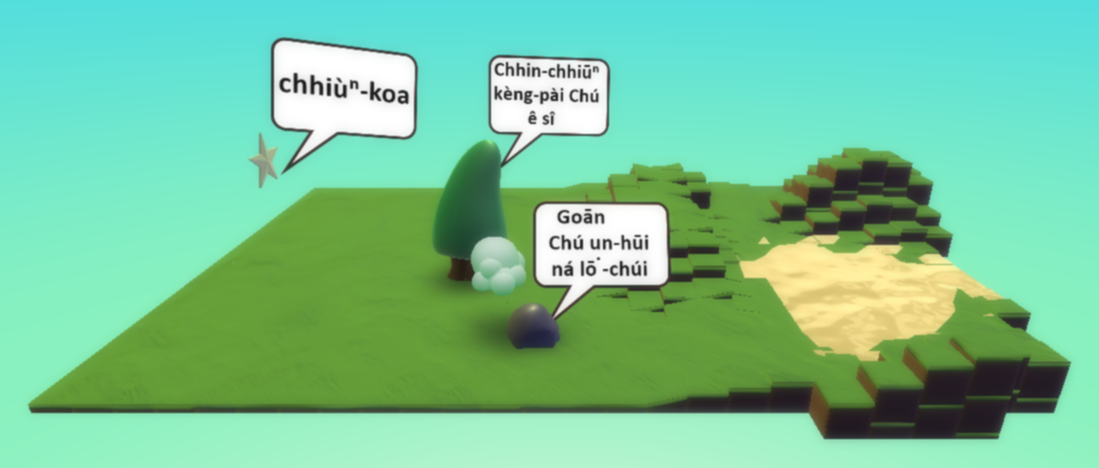 chhiùⁿ-koa
Chhin-chhiūⁿ
kèng-pài Chú
ê sî
Goān
Chú un-hūi
ná lō͘-chúi